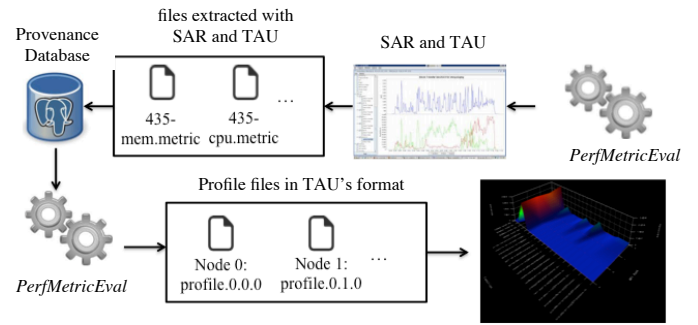 files extracted with
SAR and TAU
Provenance
Database
SAR and TAU
435-
mem.metric
435-
cpu.metric
...
PerfMetricEval
Profile files in TAU's format
PerfMetricEval
Node 0:
profile.0.0.0
Node 1:
profile.0.1.0
...